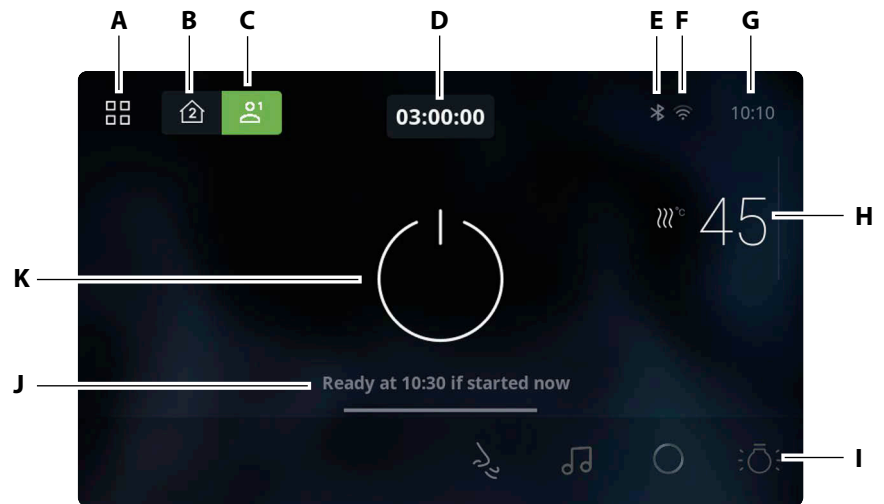 A B C D E F G
2 1 03:00:00 10:10
°C 45 H
K
J Ready at 10:30 if started now
I